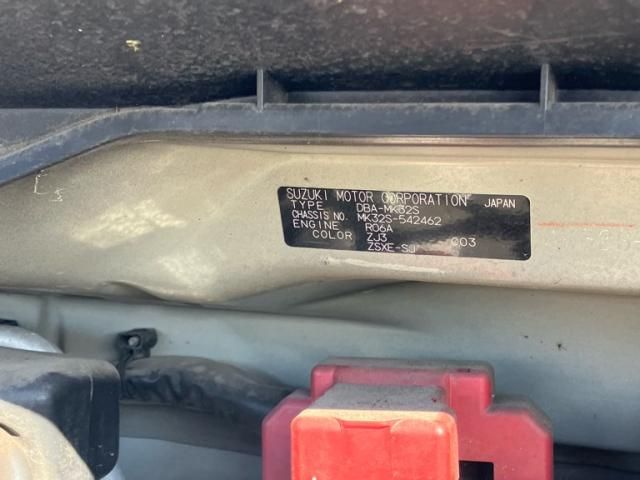 SUZUKI MOTOR CORPORATION JAPAN
TYPE DBA-MK32S
CHASSIS NO. MK32S-542462
ENGINE R06A
COLOR ZJ3 C03
ZSXE-SJ